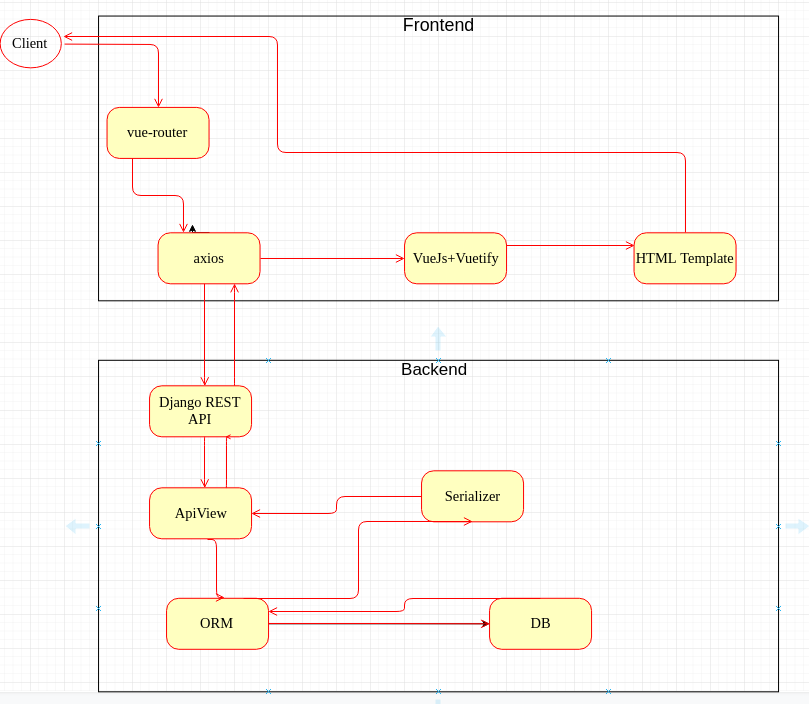 Frontend
Client
vue-router
axios
VueJs+Vuetify
HTML Template
Backend
Django REST
API
Serializer
ApiView
ORM
DB